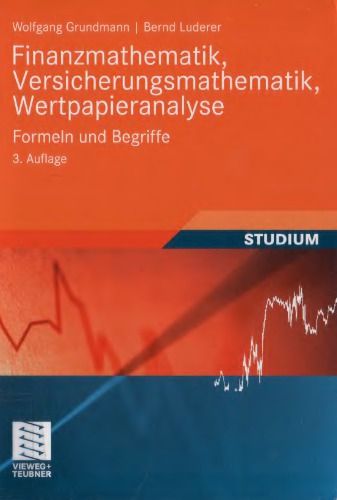 Wolfgang Grundmann | Bernd Luderer
Finanzmathematik,
Versicherungsmathematik,
Wertpapieranalyse
Formeln und Begriffe
3. Auflage
STUDIUM
VIEWEG+
TEUBNER